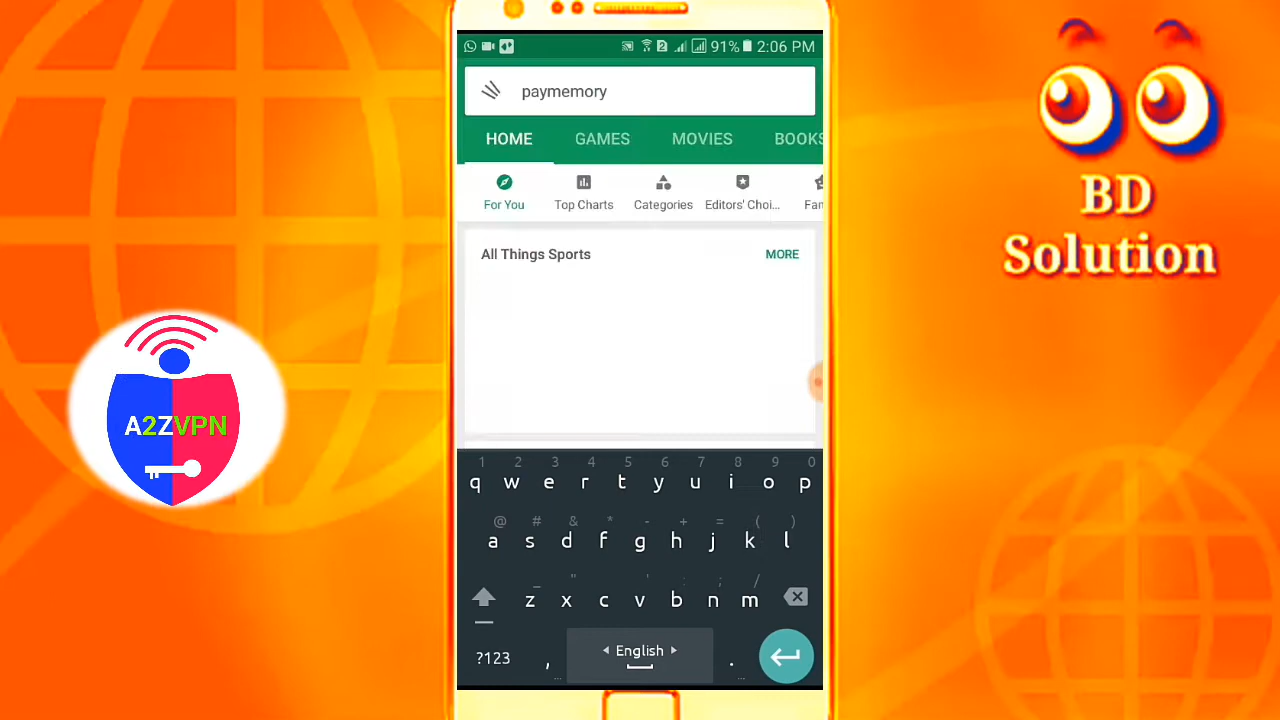 91% 2:06 PM
paymemory
HOME GAMES MOVIES BOOKS
For You Top Charts Categories Editors' Choi... Fam
All Things Sports MORE
BD
Solution
A2ZVPN
1 2 3 4 5 6 7 8 9 0
q w e r t y u i o p
@ # & * - + = ( )
a s d f g h j k l
_ " ' : ; /
z x c v b n m
?123 , English .